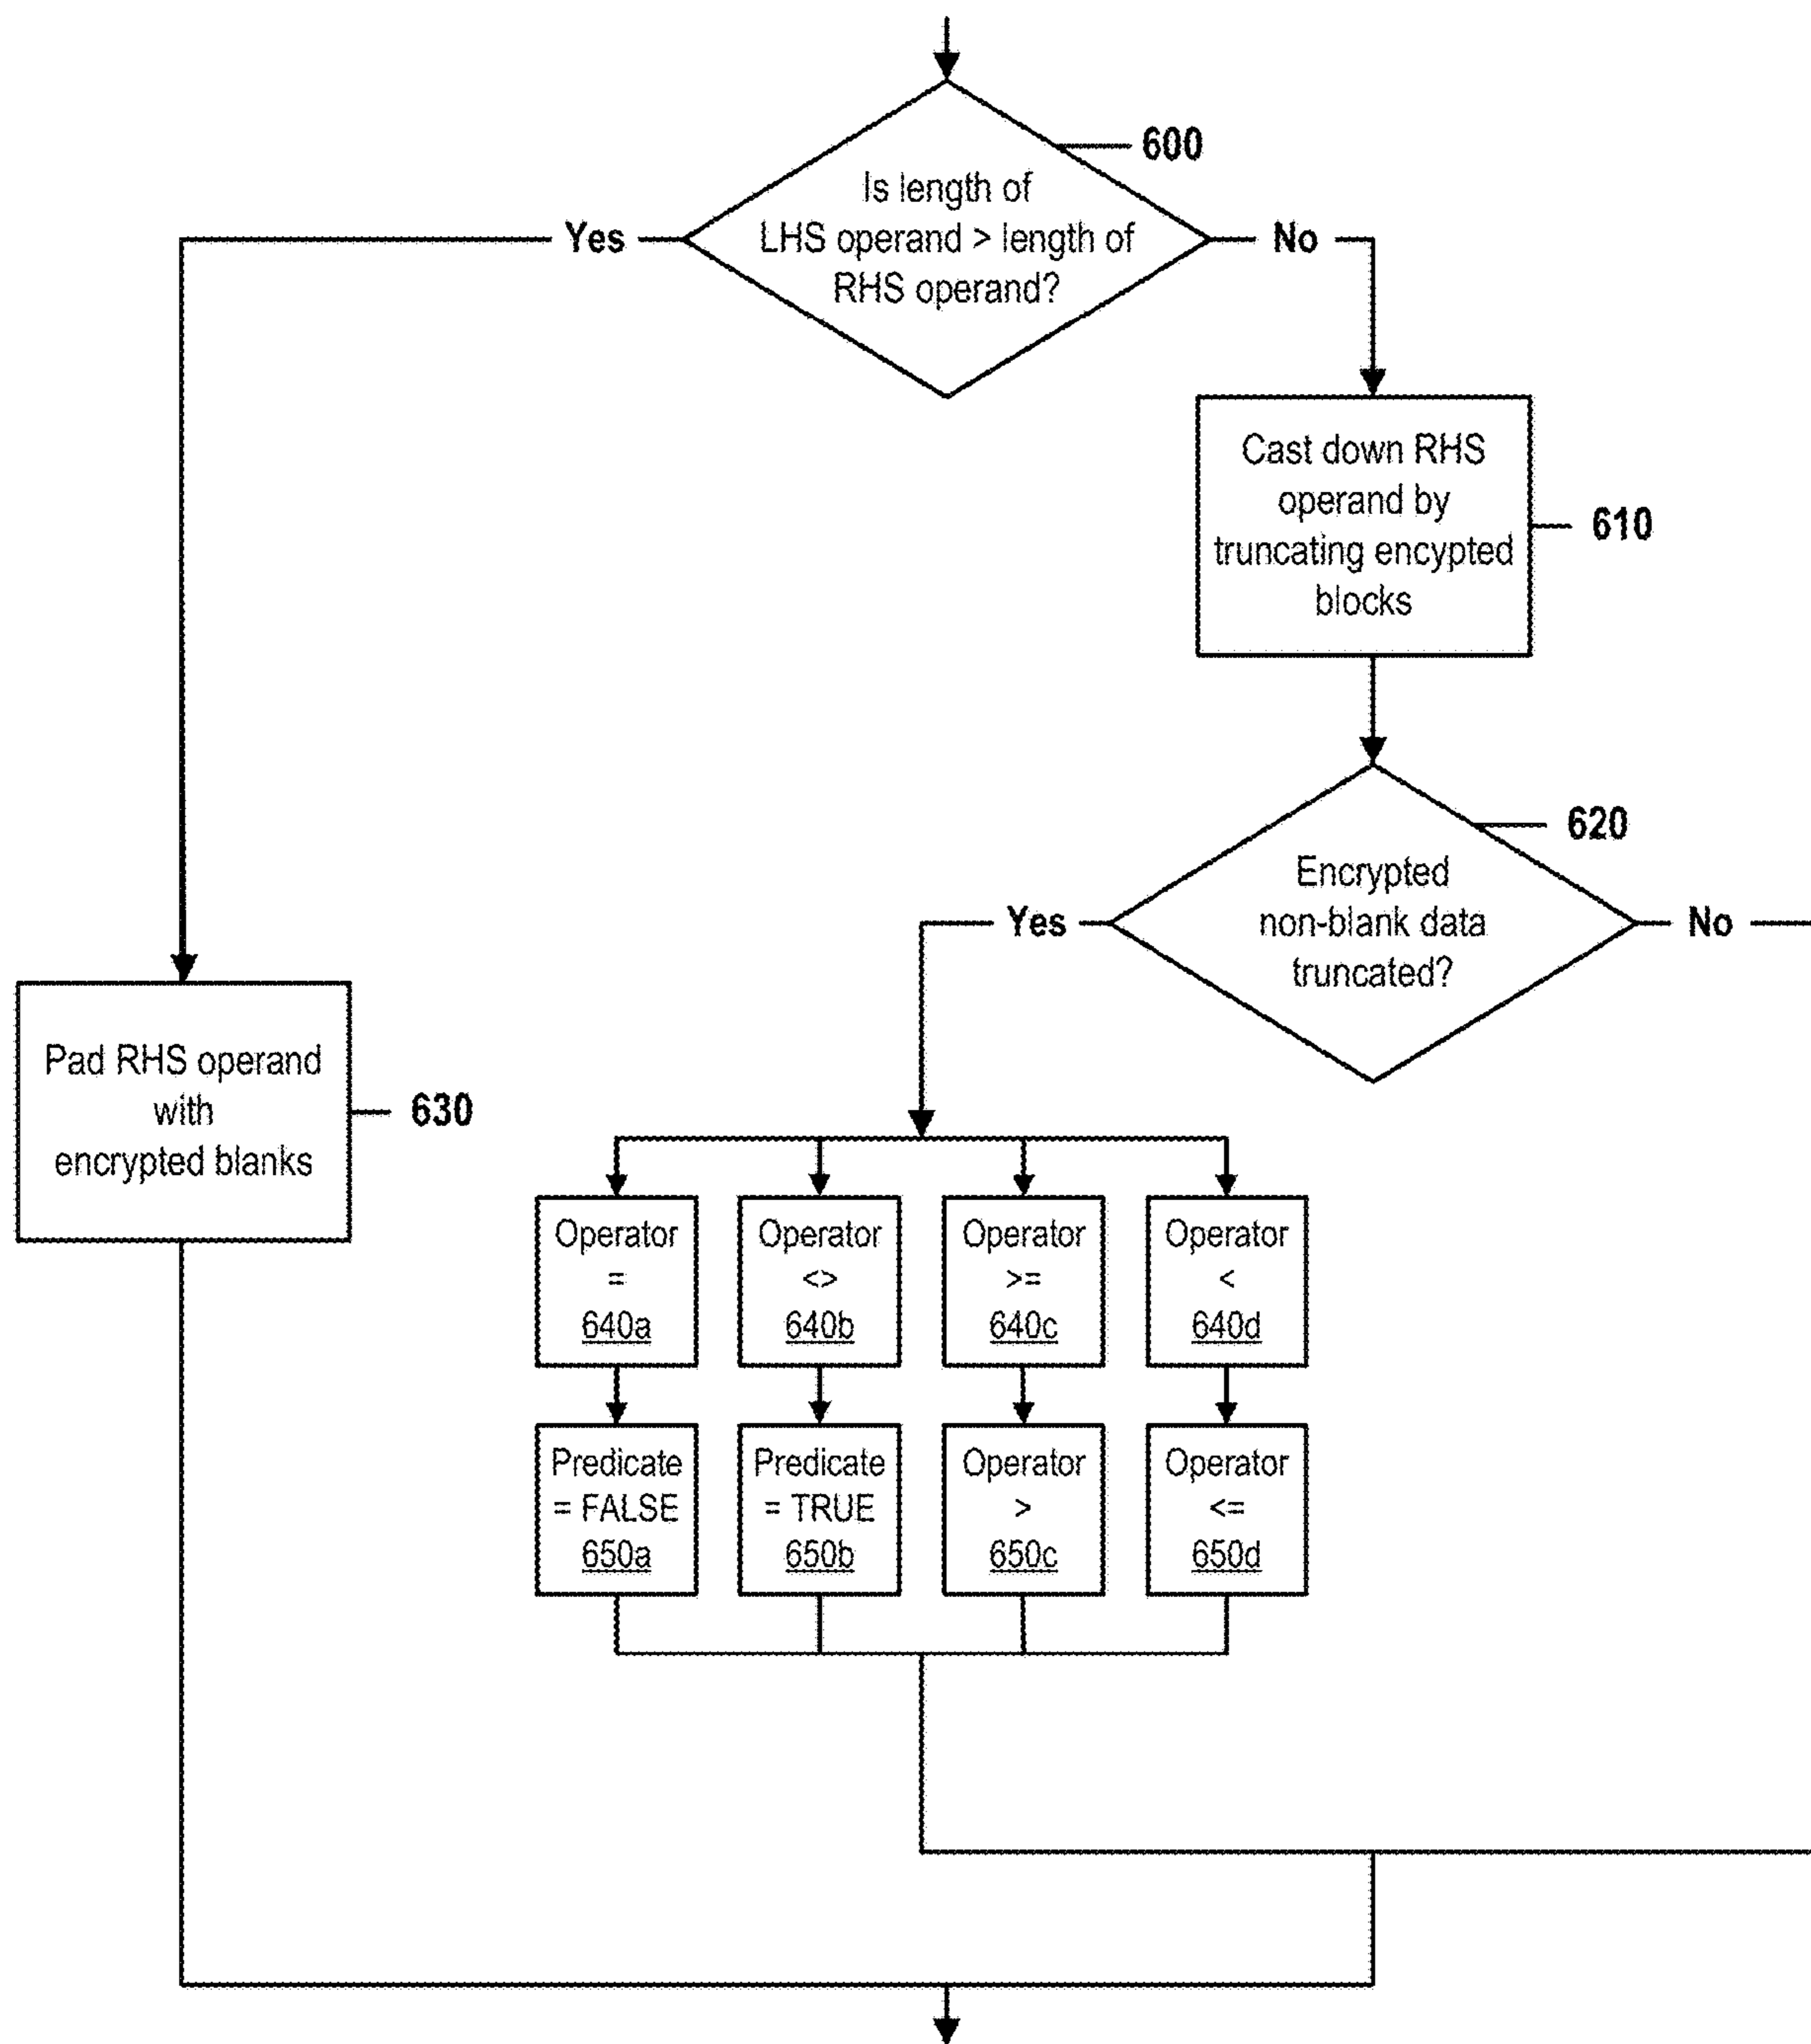 600
Is length of
LHS operand > length of
RHS operand?
Yes
No
Cast down RHS
operand by
truncating encypted
blocks
610
620
Encrypted
non-blank data
truncated?
Yes
No
Pad RHS operand
with
encrypted blanks
630
Operator
=
640a
Operator
<>
640b
Operator
>=
640c
Operator
<
640d
Predicate
= FALSE
650a
Predicate
= TRUE
650b
Operator
>
650c
Operator
<=
650d